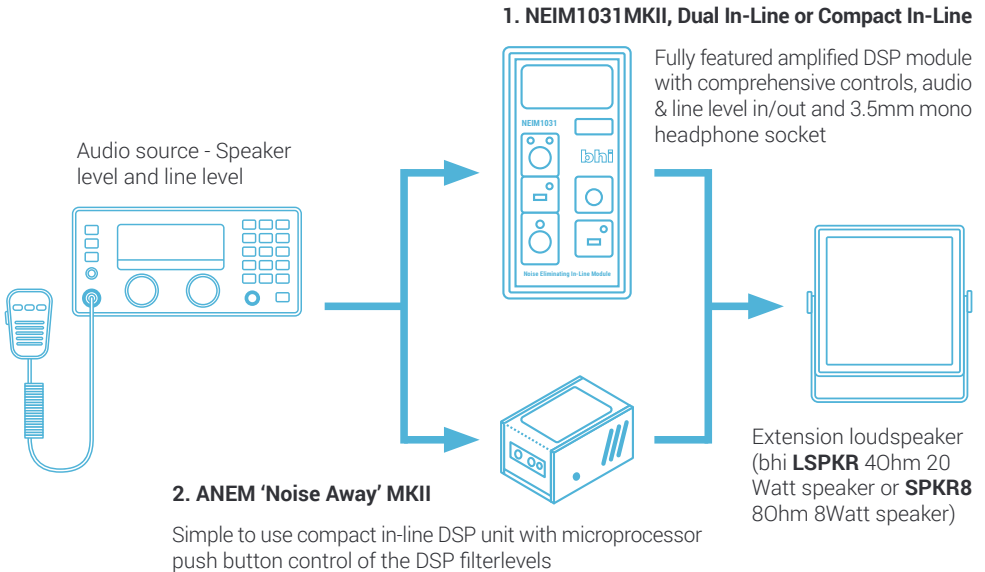 1. NEIM1031MKII, Dual In-Line or Compact In-Line
Fully featured amplified DSP module
with comprehensive controls, audio
& line level in/out and 3.5mm mono
headphone socket
NEIM1031
bhi
Noise Eliminating In-Line Module
Audio source - Speaker
level and line level
Extension loudspeaker
(bhi LSPKR 4Ohm 20
Watt speaker or SPKR8
8Ohm 8Watt speaker)
2. ANEM ‘Noise Away’ MKII
Simple to use compact in-line DSP unit with microprocessor
push button control of the DSP filterlevels